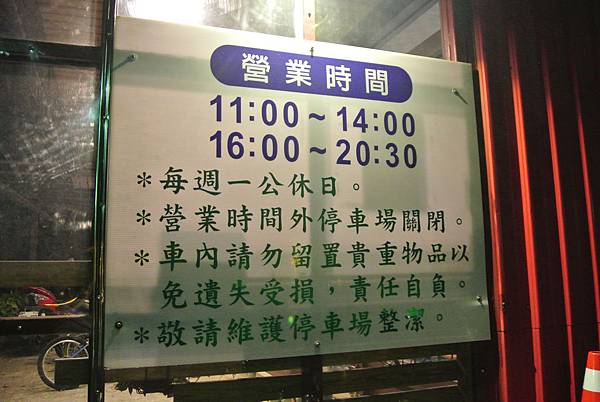 營業時間
11:00~14:00
16:00~20:30
*每週一公休日。
*營業時間外停車場關閉。
*車內請勿留置貴重物品以
免遺失受損，責任自負。
*敬請維護停車場整潔。